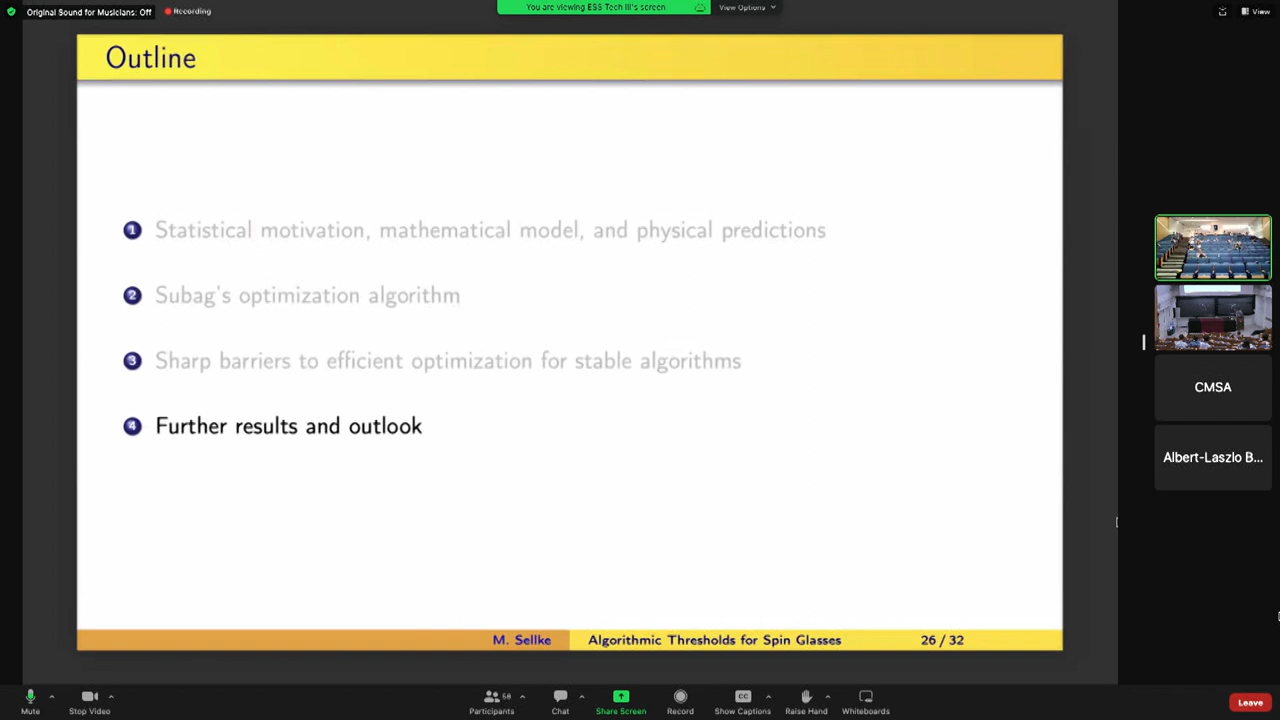 Original Sound for Musicians: Off
Recording
You are viewing ESS Tech III's screen
View Options
View
Outline
1 Statistical motivation, mathematical model, and physical predictions
2 Subag's optimization algorithm
3 Sharp barriers to efficient optimization for stable algorithms
4 Further results and outlook
CMSA
Albert-Laszlo B...
M. Sellke
Algorithmic Thresholds for Spin Glasses
26 / 32
Mute
Stop Video
Participants
68
Chat
Share Screen
Record
CC
Show Captions
Raise Hand
Whiteboards
Leave